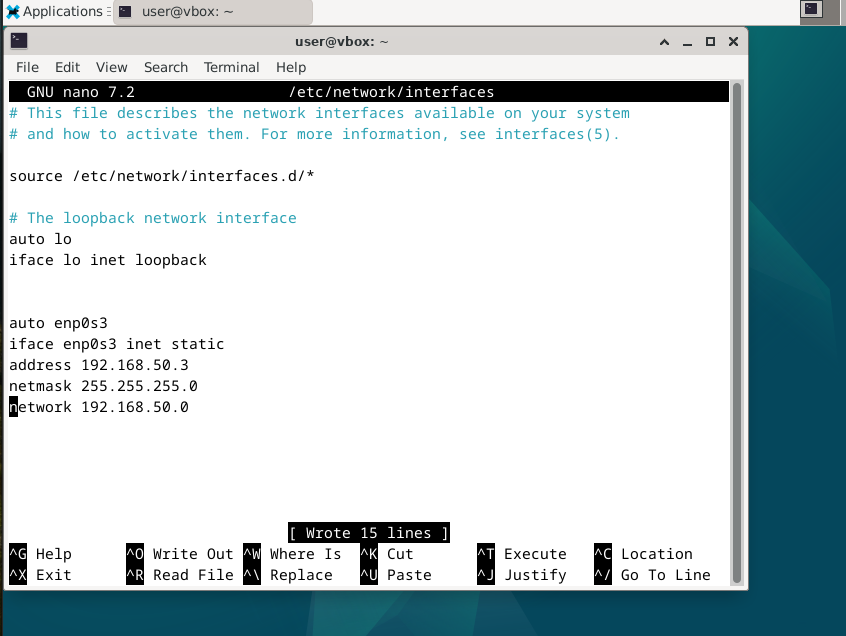 Applications user@vbox: ~
user@vbox: ~
File Edit View Search Terminal Help
GNU nano 7.2 /etc/network/interfaces
# This file describes the network interfaces available on your system
# and how to activate them. For more information, see interfaces(5).
source /etc/network/interfaces.d/*
# The loopback network interface
auto lo
iface lo inet loopback
auto enp0s3
iface enp0s3 inet static
address 192.168.50.3
netmask 255.255.255.0
network 192.168.50.0
[ Wrote 15 lines ]
^G Help ^O Write Out ^W Where Is ^K Cut ^T Execute ^C Location
^X Exit ^R Read File ^\ Replace ^U Paste ^J Justify ^/ Go To Line